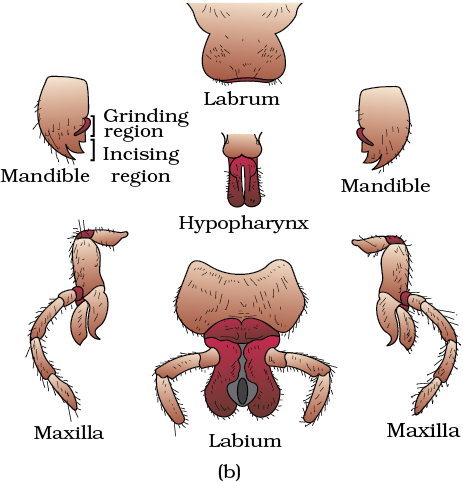 Labrum
Grinding
region
Incising
region
Mandible
Mandible
Hypopharynx
Maxilla
Labium
Maxilla
(b)